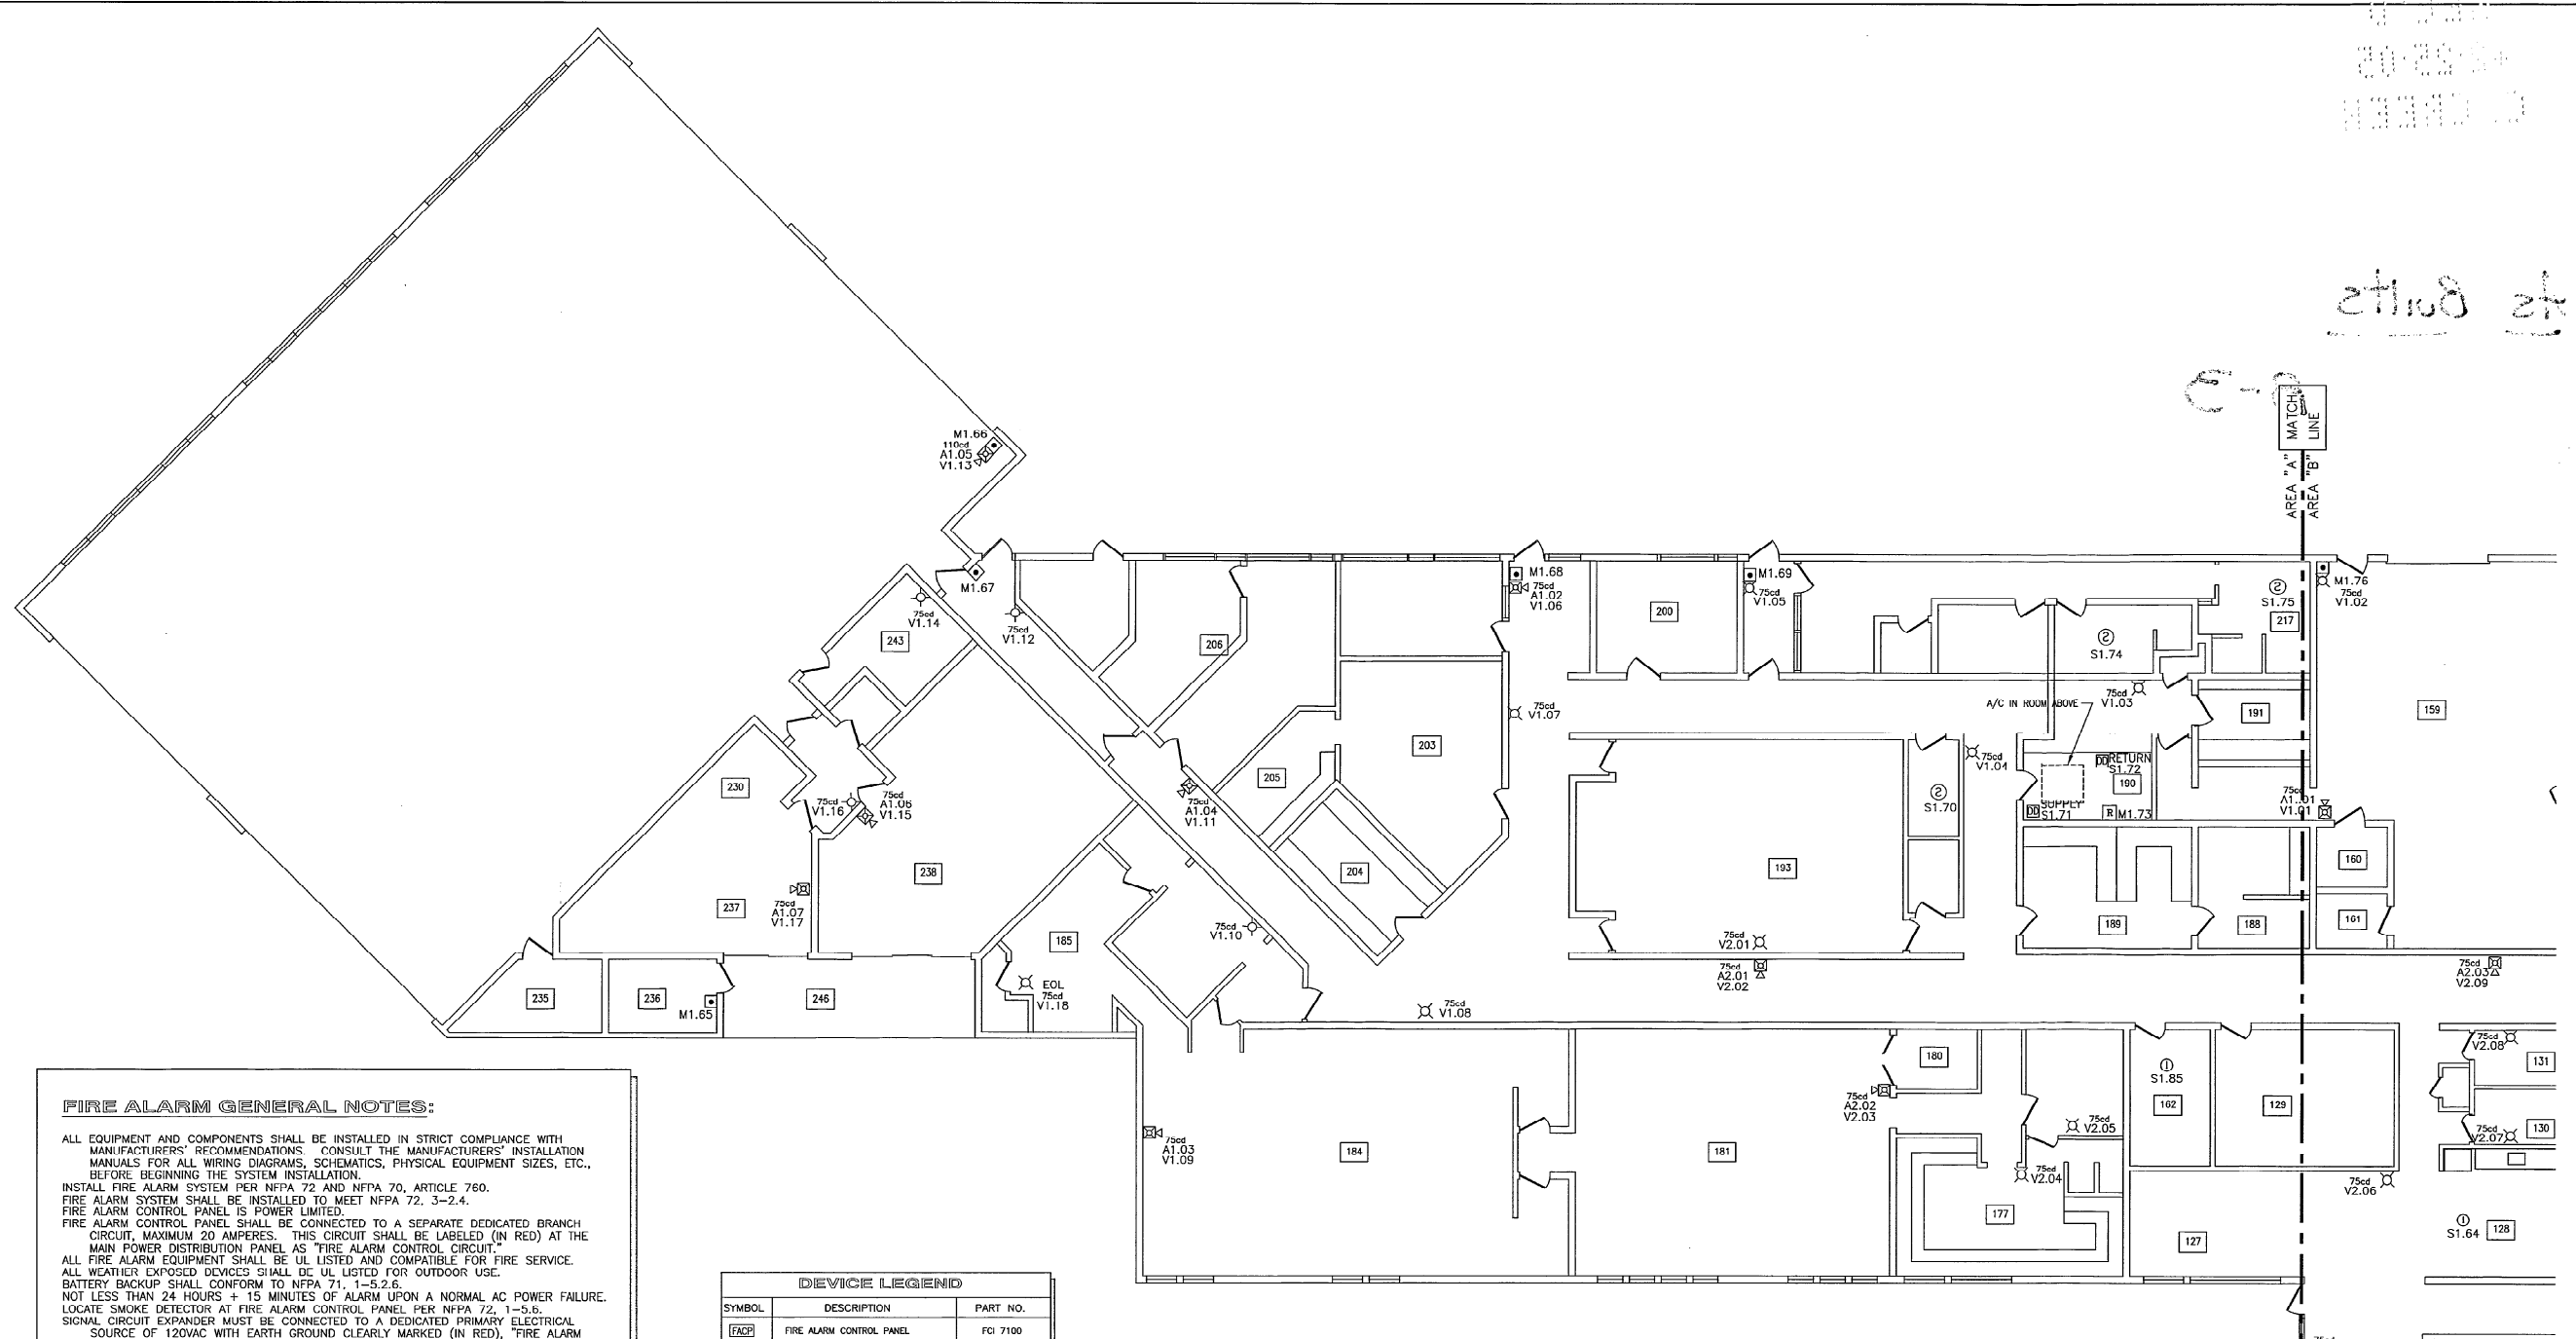 As Builts
MATCH
LINE
AREA "A"
AREA "B"
M1.66
110cd
A1.05
V1.13
M1.67
75cd
V1.14
75cd
V1.12
243
206
M1.68
75cd
A1.02
V1.06
200
M1.69
75cd
V1.05
S1.75
217
M1.76
75cd
V1.02
S1.74
75cd
V1.07
A/C IN ROOM ABOVE
75cd
V1.03
191
159
203
205
230
75cd
V1.16
75cd
A1.06
V1.15
75cd
A1.04
V1.11
S1.70
75cd
V1.04
DD
RETURN
S1.72
190
DD
SUPPLY
S1.71
R
M1.73
75cd
A1.01
V1.01
160
161
204
193
238
237
75cd
A1.07
V1.17
185
75cd
V1.10
75cd
V2.01
75cd
A2.01
V2.02
189
188
75cd
A2.03
V2.09
235
236
M1.65
246
EOL
75cd
V1.18
75cd
V1.08
180
S1.85
162
129
75cd
V2.08
131
75cd
A2.02
V2.03
75cd
V2.05
130
V2.07
75cd
A1.03
V1.09
184
181
75cd
V2.04
75cd
V2.06
177
127
S1.64
128
FIRE ALARM GENERAL NOTES:
ALL EQUIPMENT AND COMPONENTS SHALL BE INSTALLED IN STRICT COMPLIANCE WITH
MANUFACTURERS' RECOMMENDATIONS. CONSULT THE MANUFACTURERS' INSTALLATION
MANUALS FOR ALL WIRING DIAGRAMS, SCHEMATICS, PHYSICAL EQUIPMENT SIZES, ETC.,
BEFORE BEGINNING THE SYSTEM INSTALLATION.
INSTALL FIRE ALARM SYSTEM PER NFPA 72 AND NFPA 70, ARTICLE 760.
FIRE ALARM SYSTEM SHALL BE INSTALLED TO MEET NFPA 72, 3-2.4.
FIRE ALARM CONTROL PANEL IS POWER LIMITED.
FIRE ALARM CONTROL PANEL SHALL BE CONNECTED TO A SEPARATE DEDICATED BRANCH
CIRCUIT, MAXIMUM 20 AMPERES. THIS CIRCUIT SHALL BE LABELED (IN RED) AT THE
MAIN POWER DISTRIBUTION PANEL AS "FIRE ALARM CONTROL CIRCUIT."
ALL FIRE ALARM EQUIPMENT SHALL BE UL LISTED AND COMPATIBLE FOR FIRE SERVICE.
ALL WEATHER EXPOSED DEVICES SHALL BE UL LISTED FOR OUTDOOR USE.
BATTERY BACKUP SHALL CONFORM TO NFPA 71, 1-5.2.6.
NOT LESS THAN 24 HOURS + 15 MINUTES OF ALARM UPON A NORMAL AC POWER FAILURE.
LOCATE SMOKE DETECTOR AT FIRE ALARM CONTROL PANEL PER NFPA 72, 1-5.6.
SIGNAL CIRCUIT EXPANDER MUST BE CONNECTED TO A DEDICATED PRIMARY ELECTRICAL
SOURCE OF 120VAC WITH EARTH GROUND CLEARLY MARKED (IN RED), "FIRE ALARM
DEVICE LEGEND
SYMBOL DESCRIPTION PART NO.
FACP FIRE ALARM CONTROL PANEL FCI 7100